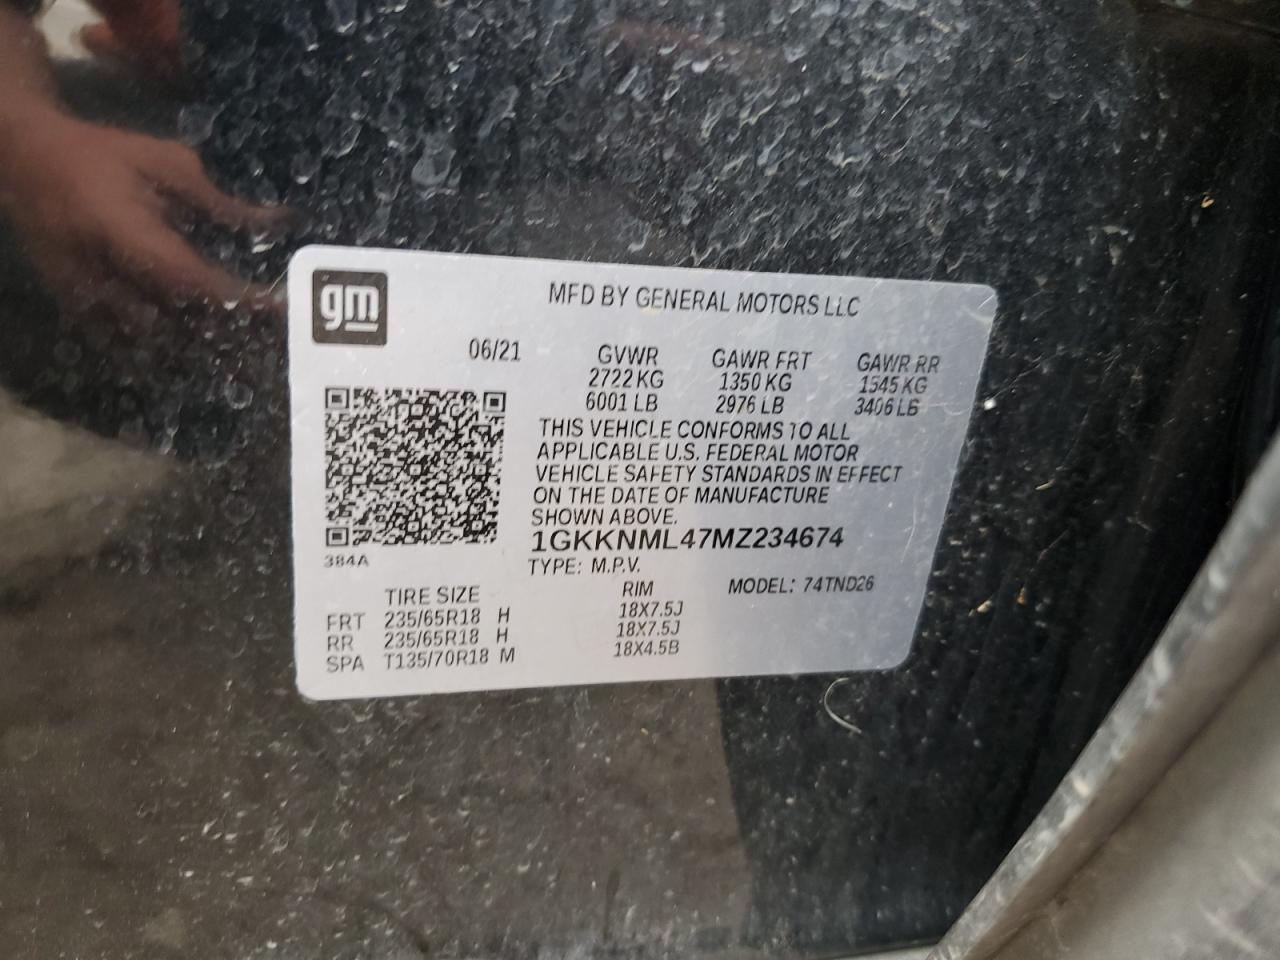 gm
MFD BY GENERAL MOTORS LLC
06/21 GVWR GAWR FRT GAWR RR
2722 KG 1350 KG 1545 KG
6001 LB 2976 LB 3406 LB
THIS VEHICLE CONFORMS TO ALL
APPLICABLE U.S. FEDERAL MOTOR
VEHICLE SAFETY STANDARDS IN EFFECT
ON THE DATE OF MANUFACTURE
SHOWN ABOVE.
1GKKNML47MZ234674
384A
TYPE: M.P.V. MODEL: 74TND26
TIRE SIZE RIM
FRT 235/65R18 H 18X7.5J
RR 235/65R18 H 18X7.5J
SPA T135/70R18 M 18X4.5B